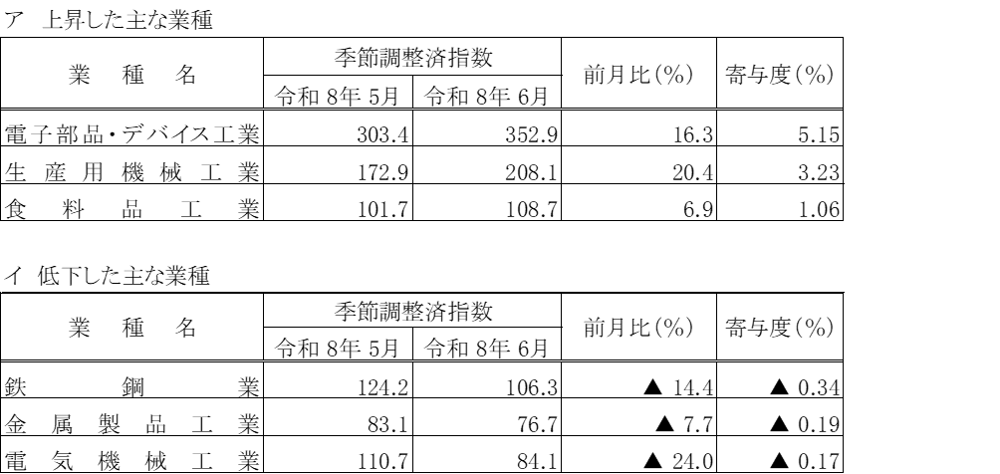 ア 上昇した主な業種
業種名 季節調整済指数 前月比(%) 寄与度(%)
令和8年5月 令和8年6月
電子部品・デバイス工業 303.4 352.9 16.3 5.15
生産用機械工業 172.9 208.1 20.4 3.23
食料品工業 101.7 108.7 6.9 1.06
イ 低下した主な業種
業種名 季節調整済指数 前月比(%) 寄与度(%)
令和8年5月 令和8年6月
鉄鋼業 124.2 106.3 ▲ 14.4 ▲ 0.34
金属製品工業 83.1 76.7 ▲ 7.7 ▲ 0.19
電気機械工業 110.7 84.1 ▲ 24.0 ▲ 0.17